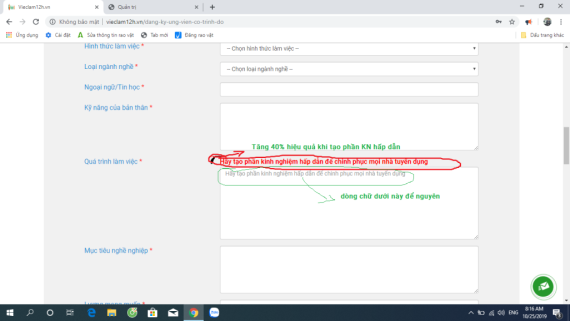 Vieclam12h.vn
Quản trị
Không bảo mật | vieclam12h.vn/dang-ky-ung-vien-co-trinh-do
Ứng dụng
Cài đặt
Sửa thông tin rao vặt
Tab mới
Đăng rao vặt
Dấu trang khác
Hình thức làm việc *
-- Chọn hình thức làm việc --
Loại ngành nghề *
-- Chọn loại ngành nghề --
Ngoại ngữ/Tin học *
Kỹ năng của bản thân *
Tăng 40% hiệu quả khi tạo phần KN hấp dẫn
Quá trình làm việc *
Hãy tạo phần kinh nghiệm hấp dẫn để chinh phục mọi nhà tuyển dụng
Hãy tạo phần kinh nghiệm hấp dẫn để chinh phục mọi nhà tuyển dụng
dòng chữ dưới này để nguyên
Mục tiêu nghề nghiệp *
Lương mong muốn *
Zalo
ENG
8:16 AM
10/25/2019